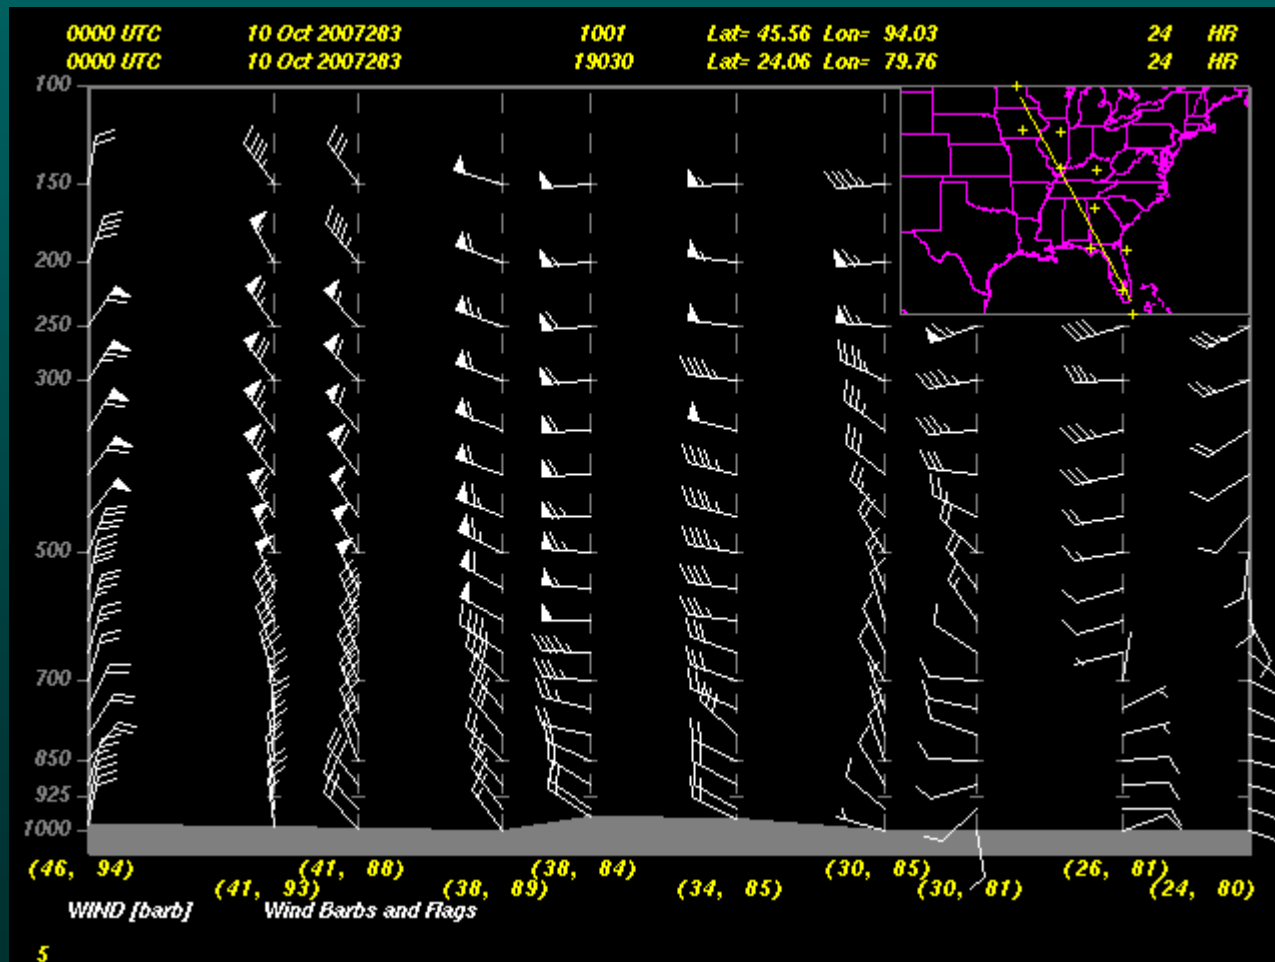 0000 UTC 10 Oct 2007283 1001 Lat= 45.56 Lon= 94.03 24 HR
0000 UTC 10 Oct 2007283 19030 Lat= 24.06 Lon= 79.76 24 HR
100
150
200
250
300
500
700
850
925
1000
(46, 94) (41, 93) (41, 88) (38, 89) (38, 84) (34, 85) (30, 85) (30, 81) (26, 81) (24, 80)
WIND [barb] Wind Barbs and Flags
5